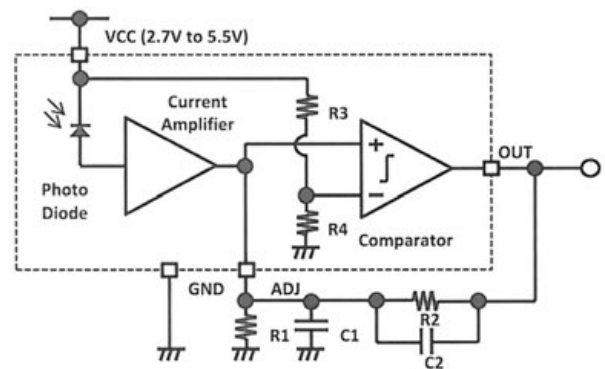 VCC (2.7V to 5.5V)
Current
Amplifier
R3
+
OUT
Photo
Diode
−
R4
Comparator
GND
ADJ
R1
C1
R2
C2